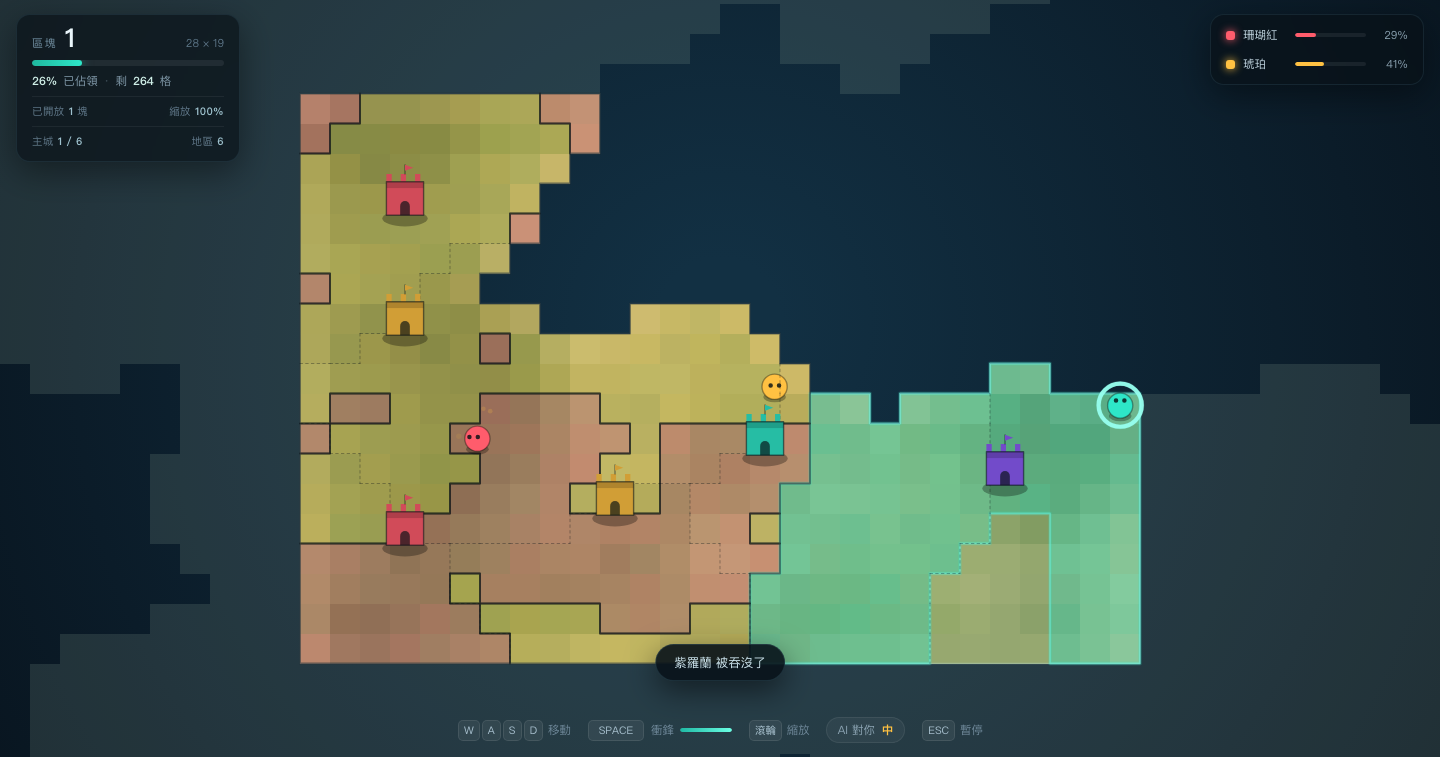 區塊 1 28 × 19
26% 已佔領 · 剩 264 格
已開放 1 塊 縮放 100%
主城 1 / 6 地區 6
珊瑚紅 29%
琥珀 41%
紫羅蘭 被吞沒了
W A S D 移動 SPACE 衝鋒 滾輪 縮放 AI 對你 中 ESC 暫停